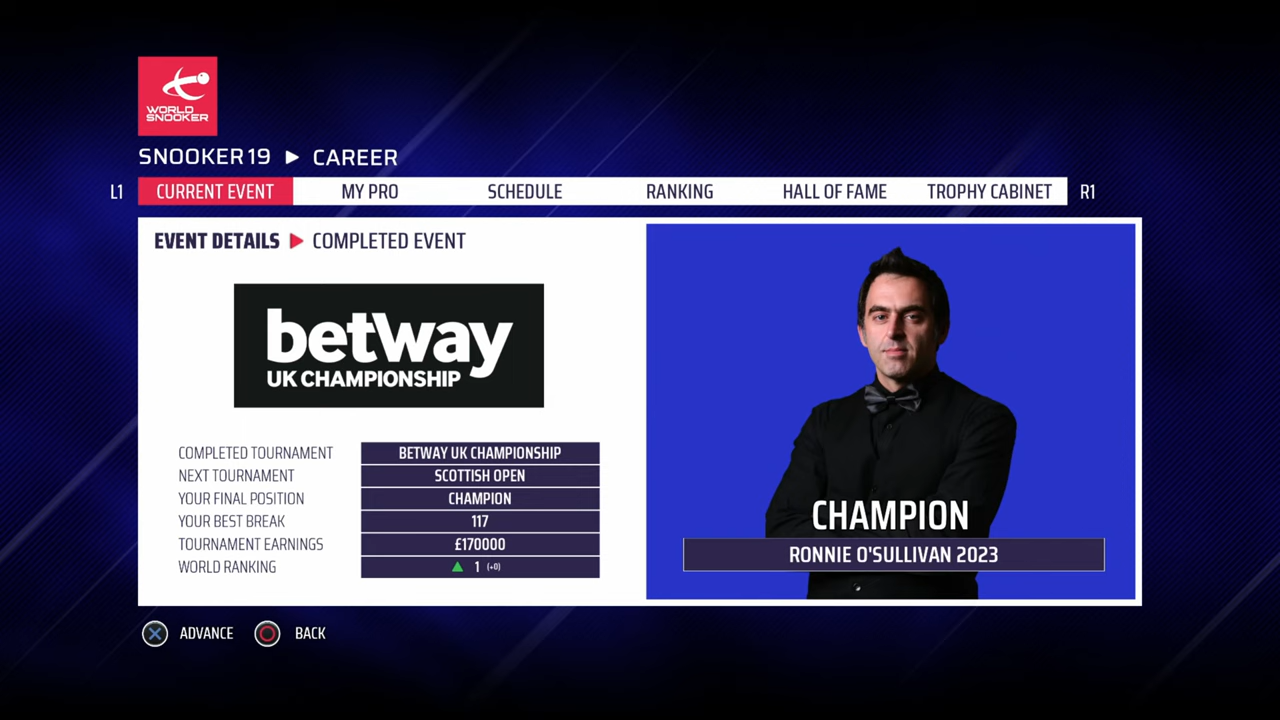 WORLD
SNOOKER
SNOOKER 19 ▶ CAREER
L1 CURRENT EVENT MY PRO SCHEDULE RANKING HALL OF FAME TROPHY CABINET R1
EVENT DETAILS ▶ COMPLETED EVENT
betway
UK CHAMPIONSHIP
COMPLETED TOURNAMENT BETWAY UK CHAMPIONSHIP
NEXT TOURNAMENT SCOTTISH OPEN
YOUR FINAL POSITION CHAMPION
YOUR BEST BREAK 117
TOURNAMENT EARNINGS £170000
WORLD RANKING ▲ 1 (+0)
CHAMPION
RONNIE O'SULLIVAN 2023
ADVANCE BACK